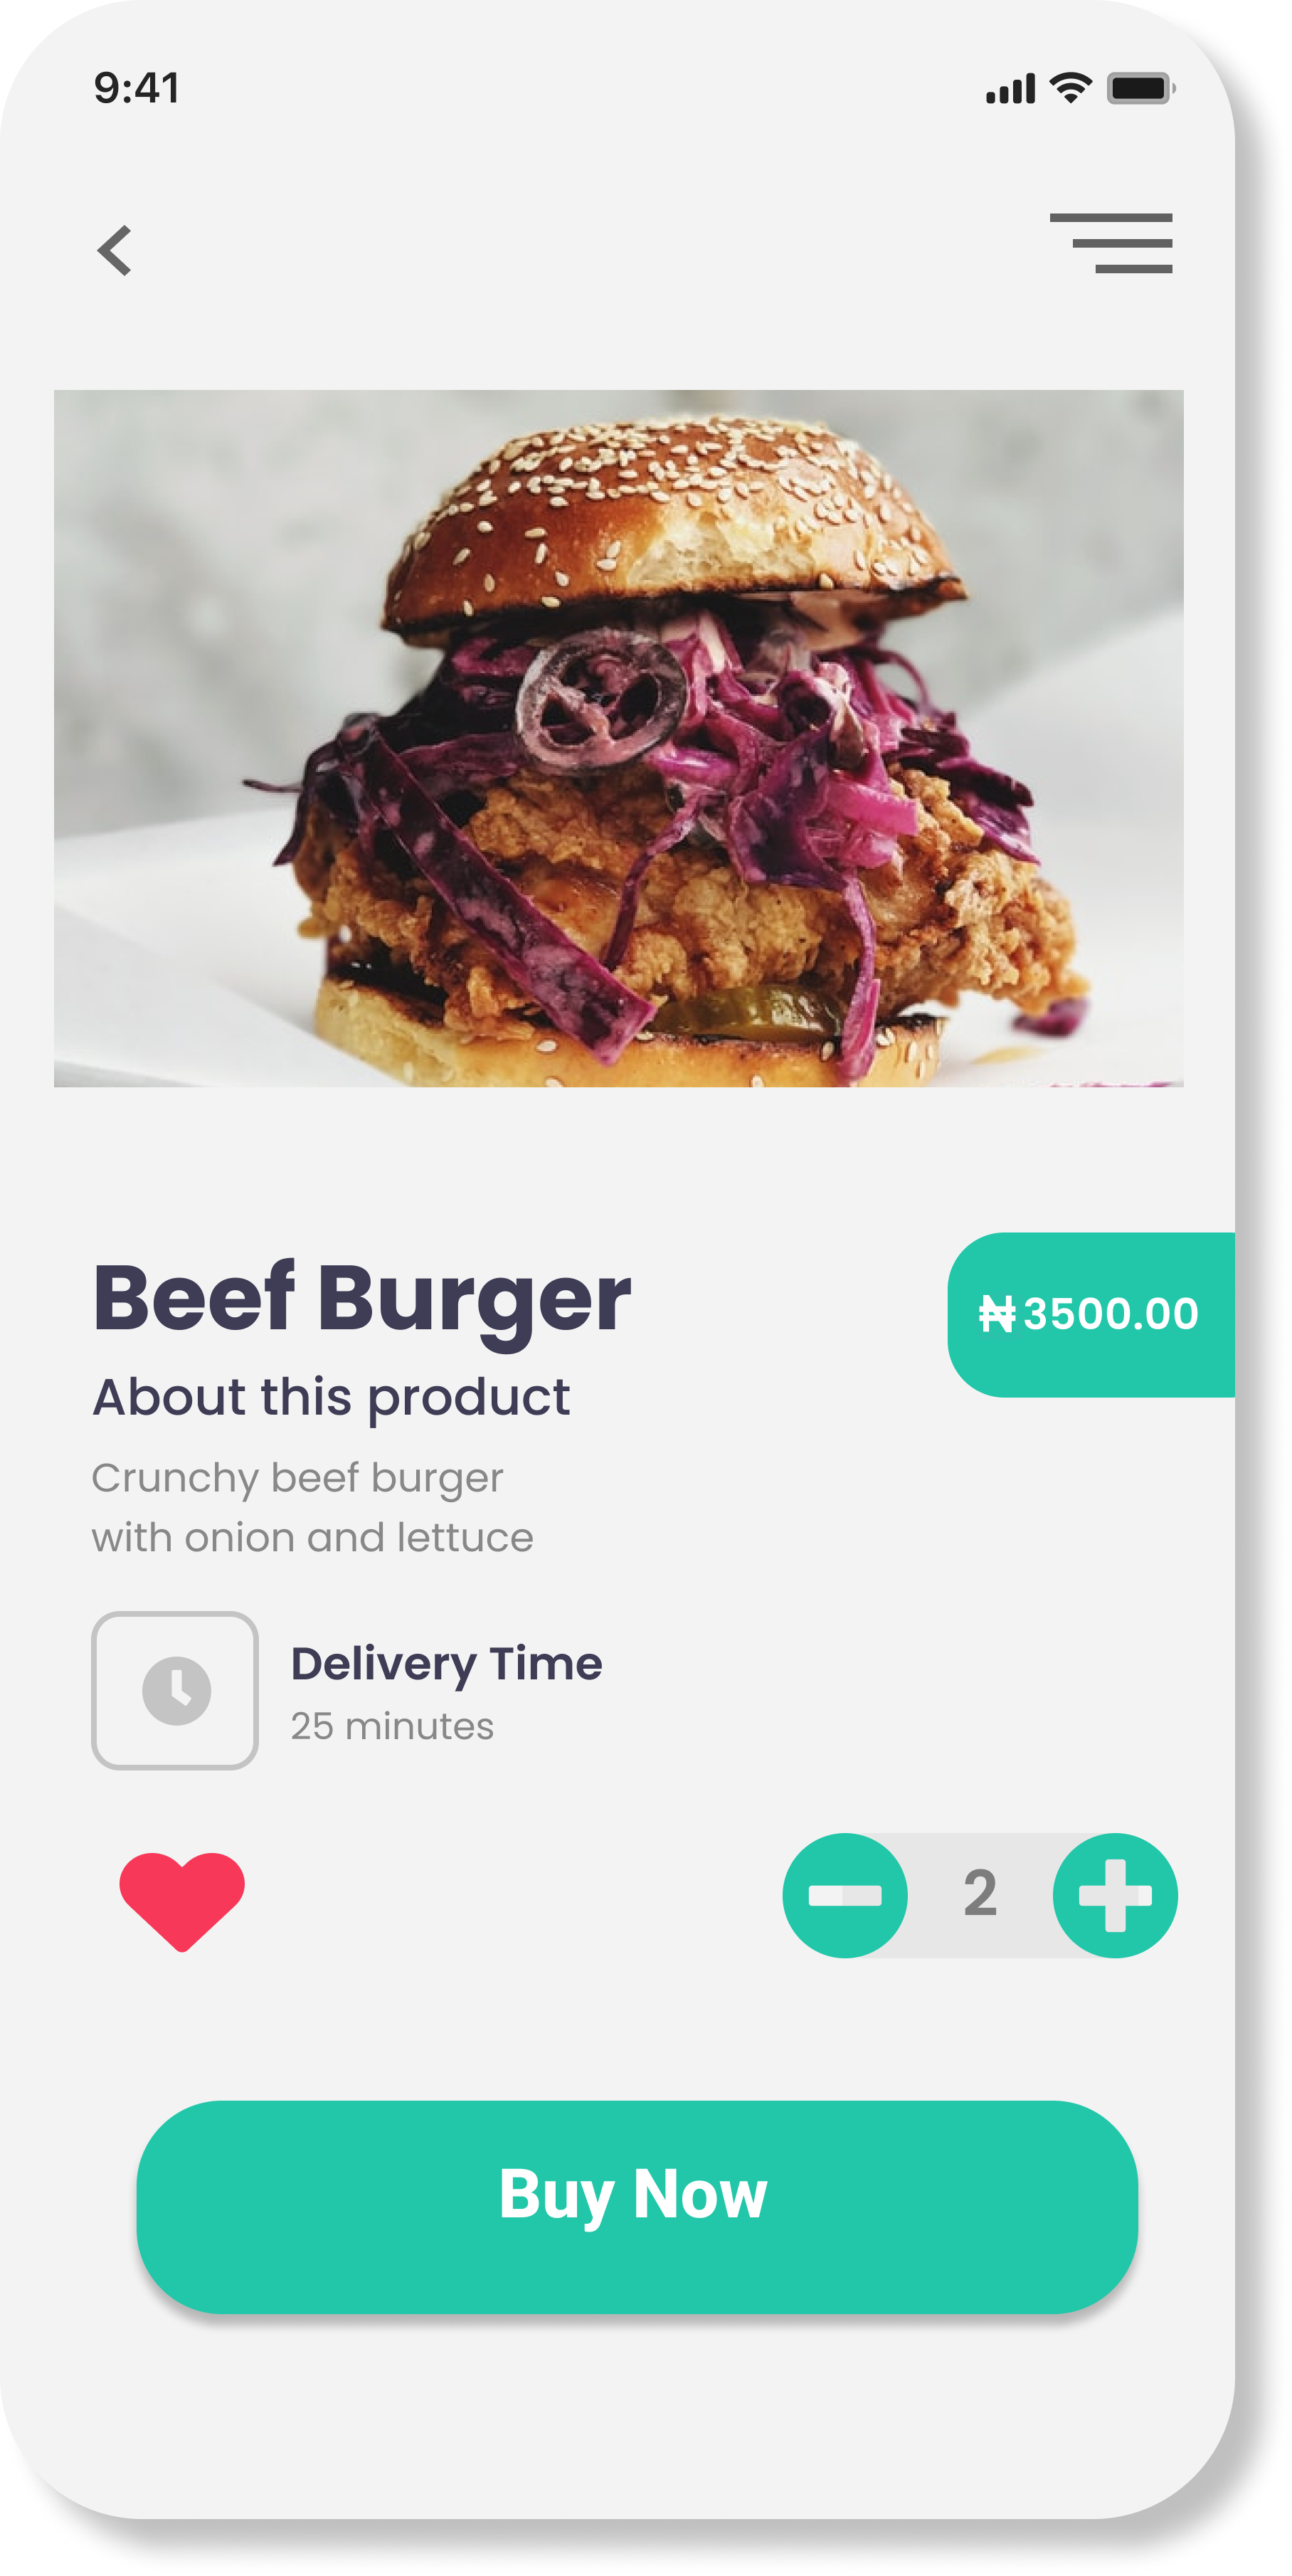 9:41
Beef Burger
₦3500.00
About this product
Crunchy beef burger
with onion and lettuce
Delivery Time
25 minutes
2
Buy Now